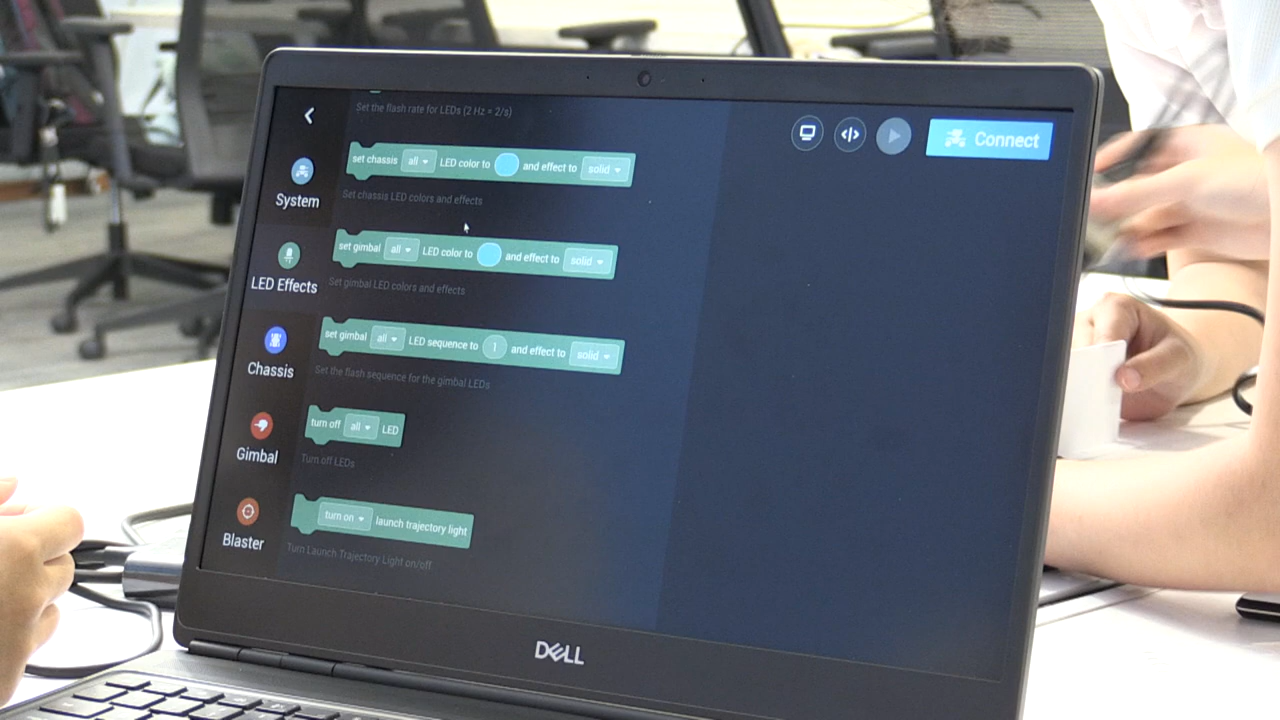 Set the flash rate for LEDs (2 Hz = 2/s)
Connect
set chassis all LED color to and effect to solid
Set chassis LED colors and effects
System
set gimbal all LED color to and effect to solid
Set gimbal LED colors and effects
LED Effects
set gimbal all LED sequence to 1 and effect to solid
Set the flash sequence for the gimbal LEDs
Chassis
turn off all LED
Turn off LEDs
Gimbal
turn on launch trajectory light
Turn Launch Trajectory Light on/off
Blaster
DELL